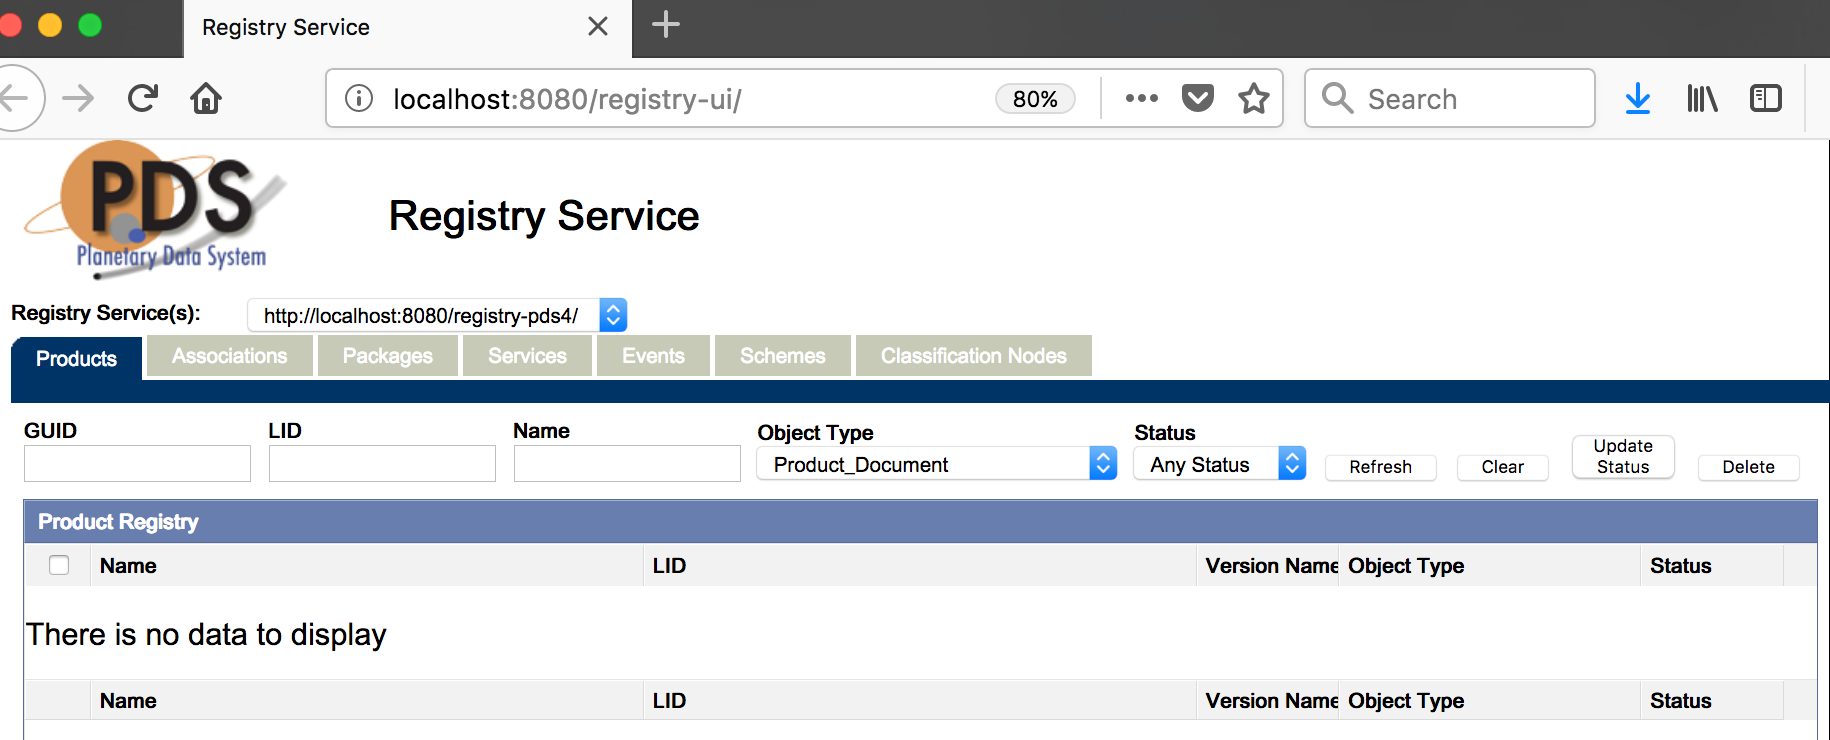 Registry Service
localhost:8080/registry-ui/
80%
Search
PDS
Planetary Data System
Registry Service
Registry Service(s): http://localhost:8080/registry-pds4/
Products Associations Packages Services Events Schemes Classification Nodes
GUID LID Name Object Type Status
Product_Document Any Status Refresh Clear Update Status Delete
Product Registry
Name LID Version Name Object Type Status
There is no data to display
Name LID Version Name Object Type Status